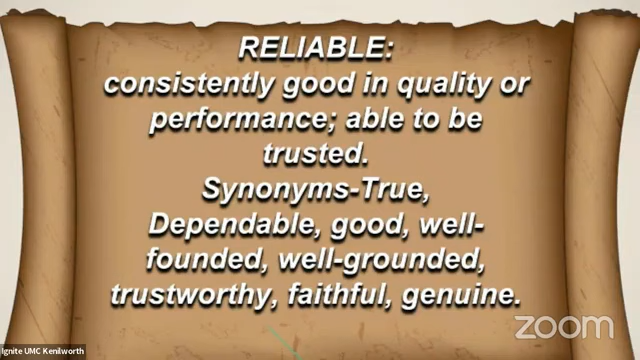 RELIABLE:
consistently good in quality or
performance; able to be
trusted.
Synonyms-True,
Dependable, good, well-
founded, well-grounded,
trustworthy, faithful, genuine.
zoom
Ignite UMC Kenilworth